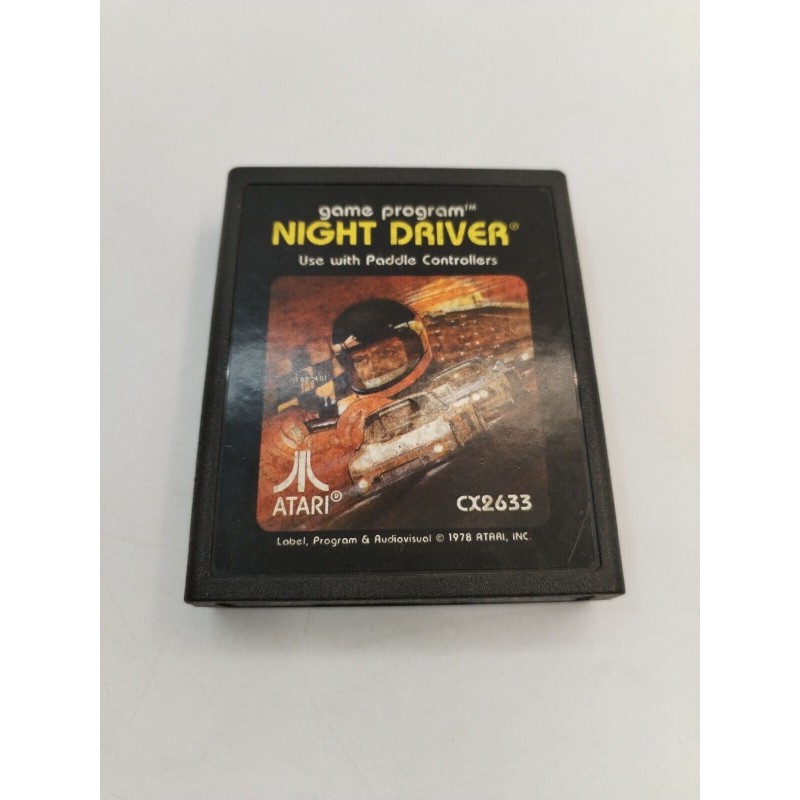 game program™
NIGHT DRIVER®
Use with Paddle Controllers
ATARI®
CX2633
Label, Program & Audiovisual © 1978 ATARI, INC.